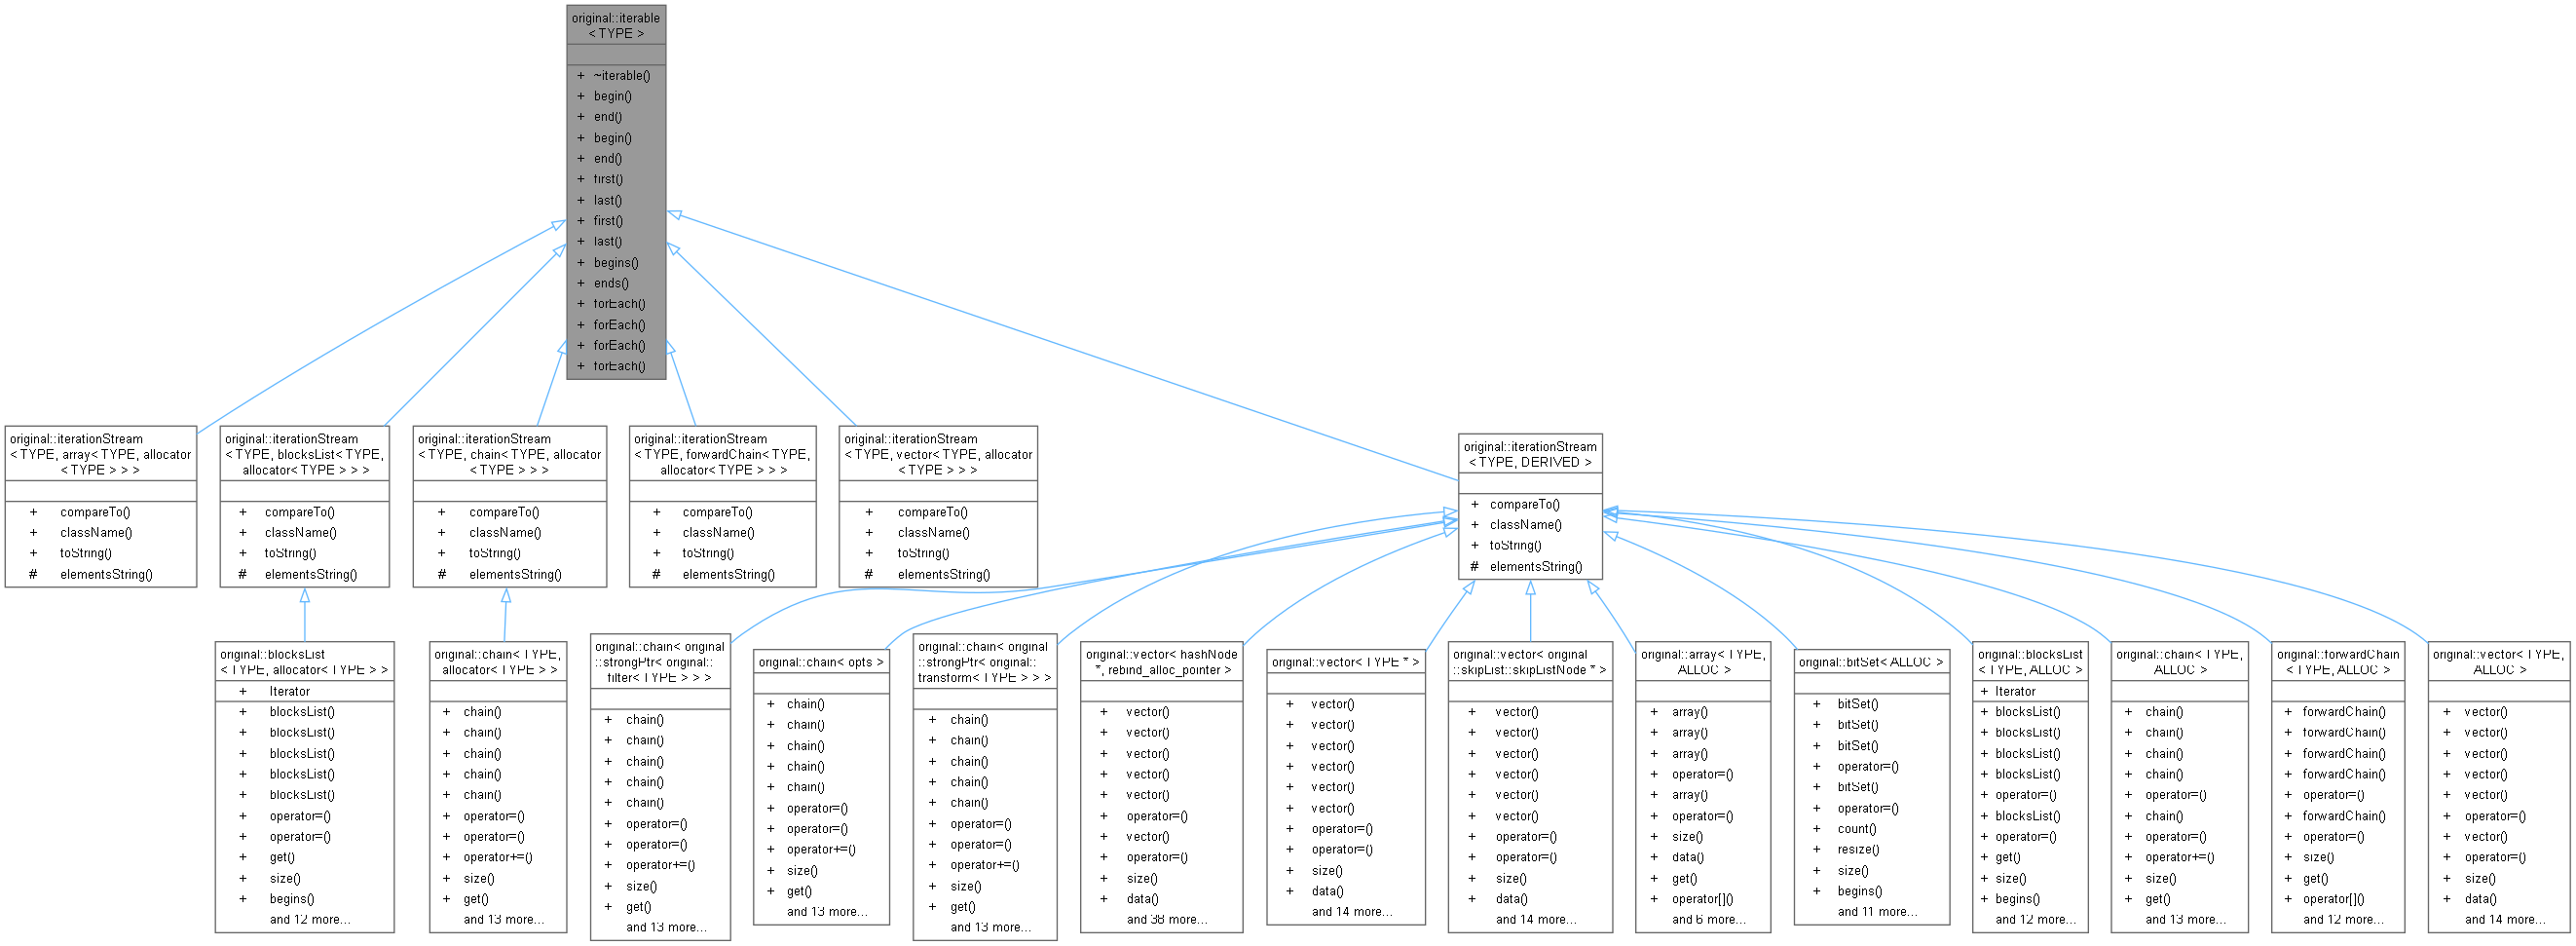 original::iterable
< TYPE >
+ ~iterable()
+ begin()
+ end()
+ begin()
+ end()
+ first()
+ last()
+ first()
+ last()
+ begins()
+ ends()
+ forEach()
+ forEach()
+ forEach()
+ forEach()
original::iterationStream
< TYPE, array< TYPE, allocator
< TYPE > > >
+ compareTo()
+ className()
+ toString()
# elementsString()
original::iterationStream
< TYPE, blocksList< TYPE,
allocator< TYPE > > >
+ compareTo()
+ className()
+ toString()
# elementsString()
original::iterationStream
< TYPE, chain< TYPE, allocator
< TYPE > > >
+ compareTo()
+ className()
+ toString()
# elementsString()
original::iterationStream
< TYPE, forwardChain< TYPE,
allocator< TYPE > > >
+ compareTo()
+ className()
+ toString()
# elementsString()
original::iterationStream
< TYPE, vector< TYPE, allocator
< TYPE > > >
+ compareTo()
+ className()
+ toString()
# elementsString()
original::iterationStream
< TYPE, DERIVED >
+ compareTo()
+ className()
+ toString()
# elementsString()
original::blocksList
< TYPE, allocator< TYPE > >
+ Iterator
+ blocksList()
+ blocksList()
+ blocksList()
+ blocksList()
+ blocksList()
+ operator=()
+ operator=()
+ get()
+ size()
+ begins()
and 12 more...
original::chain< TYPE,
allocator< TYPE > >
+ chain()
+ chain()
+ chain()
+ chain()
+ chain()
+ operator=()
+ operator=()
+ operator+=()
+ size()
+ get()
and 13 more...
original::chain< original
::strongPtr< original::
filter< TYPE > > >
+ chain()
+ chain()
+ chain()
+ chain()
+ chain()
+ operator=()
+ operator=()
+ operator+=()
+ size()
+ get()
and 13 more...
original::chain< opts >
+ chain()
+ chain()
+ chain()
+ chain()
+ chain()
+ operator=()
+ operator=()
+ operator+=()
+ size()
+ get()
and 13 more...
original::chain< original
::strongPtr< original::
transform< TYPE > > >
+ chain()
+ chain()
+ chain()
+ chain()
+ chain()
+ operator=()
+ operator=()
+ operator+=()
+ size()
+ get()
and 13 more...
original::vector< hashNode
*, rebind_alloc_pointer >
+ vector()
+ vector()
+ vector()
+ vector()
+ vector()
+ operator=()
+ vector()
+ operator=()
+ size()
+ data()
and 38 more...
original::vector< TYPE * >
+ vector()
+ vector()
+ vector()
+ vector()
+ vector()
+ vector()
+ operator=()
+ operator=()
+ size()
+ data()
and 14 more...
original::vector< original
::skipList::skipListNode * >
+ vector()
+ vector()
+ vector()
+ vector()
+ vector()
+ vector()
+ operator=()
+ operator=()
+ size()
+ data()
and 14 more...
original::array< TYPE,
ALLOC >
+ array()
+ array()
+ array()
+ operator=()
+ array()
+ operator=()
+ size()
+ data()
+ get()
+ operator[]()
and 6 more...
original::bitSet< ALLOC >
+ bitSet()
+ bitSet()
+ bitSet()
+ operator=()
+ bitSet()
+ operator=()
+ count()
+ resize()
+ size()
+ begins()
and 11 more...
original::blocksList
< TYPE, ALLOC >
+ Iterator
+ blocksList()
+ blocksList()
+ blocksList()
+ blocksList()
+ operator=()
+ blocksList()
+ operator=()
+ get()
+ size()
+ begins()
and 12 more...
original::chain< TYPE,
ALLOC >
+ chain()
+ chain()
+ chain()
+ chain()
+ operator=()
+ chain()
+ operator=()
+ operator+=()
+ size()
+ get()
and 13 more...
original::forwardChain
< TYPE, ALLOC >
+ forwardChain()
+ forwardChain()
+ forwardChain()
+ forwardChain()
+ operator=()
+ forwardChain()
+ operator=()
+ size()
+ get()
+ operator[]()
and 12 more...
original::vector< TYPE,
ALLOC >
+ vector()
+ vector()
+ vector()
+ vector()
+ vector()
+ operator=()
+ vector()
+ operator=()
+ size()
+ data()
and 14 more...